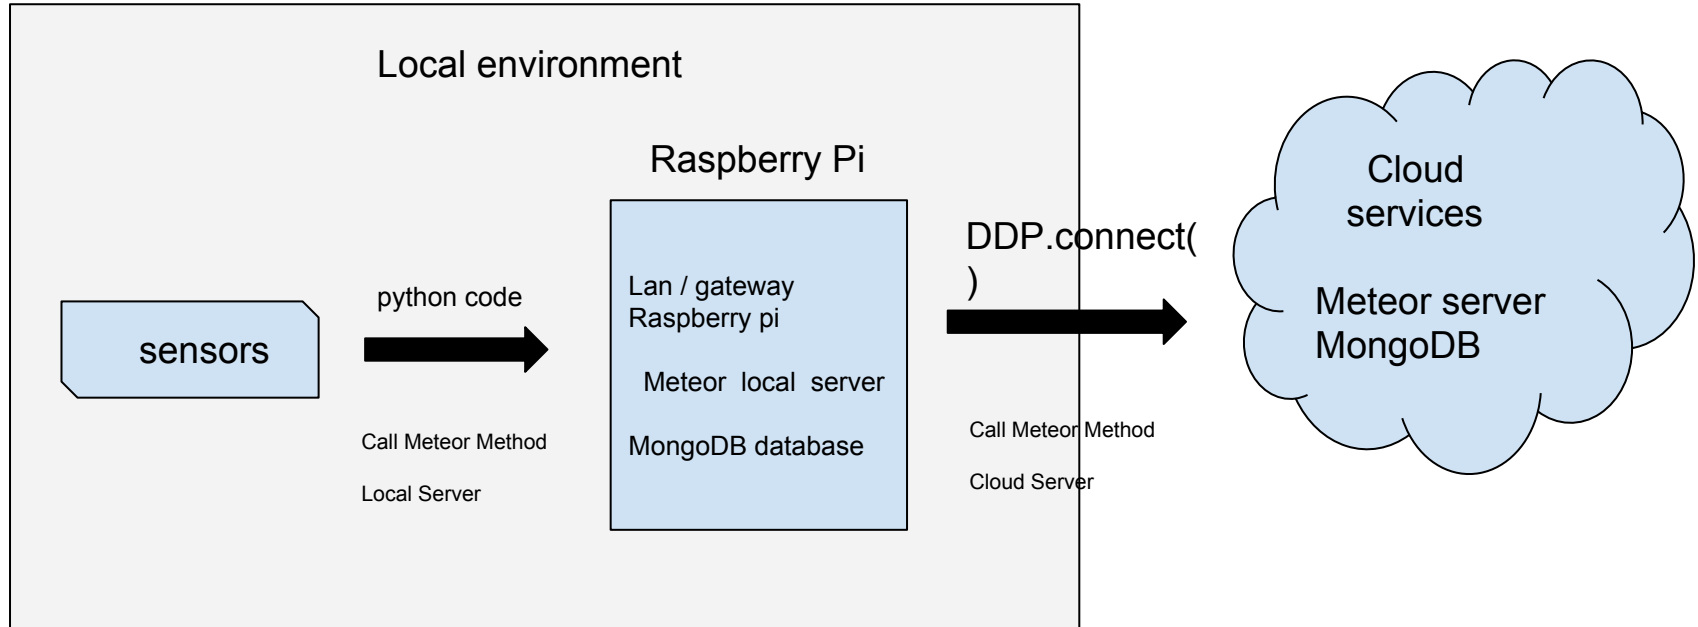 Local environment
Raspberry Pi
sensors
python code
Call Meteor Method
Local Server
Lan / gateway
Raspberry pi
Meteor local server
MongoDB database
DDP.connect(
)
Call Meteor Method
Cloud Server
Cloud
services
Meteor server
MongoDB